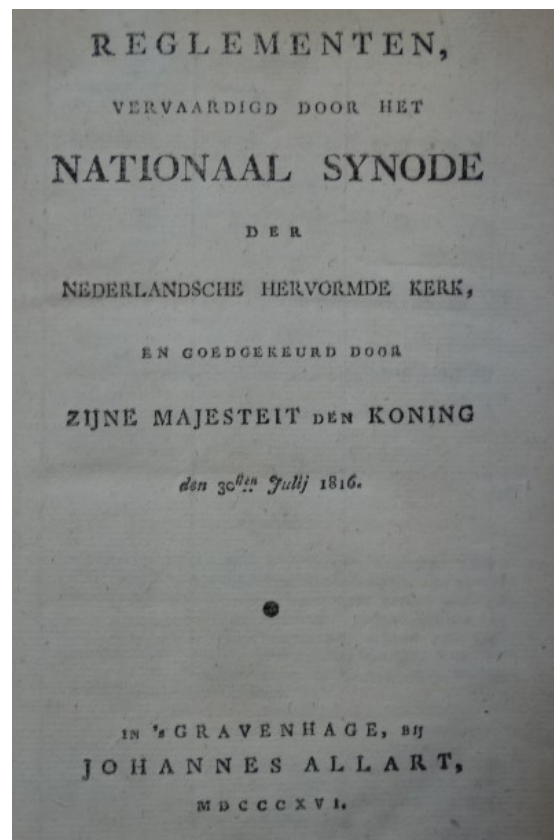 REGLEMENTEN,
VERVAARDIGD DOOR HET
NATIONAAL SYNODE
DER
NEDERLANDSCHE HERVORMDE KERK,
EN GOEDGEKEURD DOOR
ZIJNE MAJESTEIT DEN KONING
den 30sten Julij 1816.
IN 's GRAVENHAGE, BIJ
JOHANNES ALLART,
MDCCCXVI.